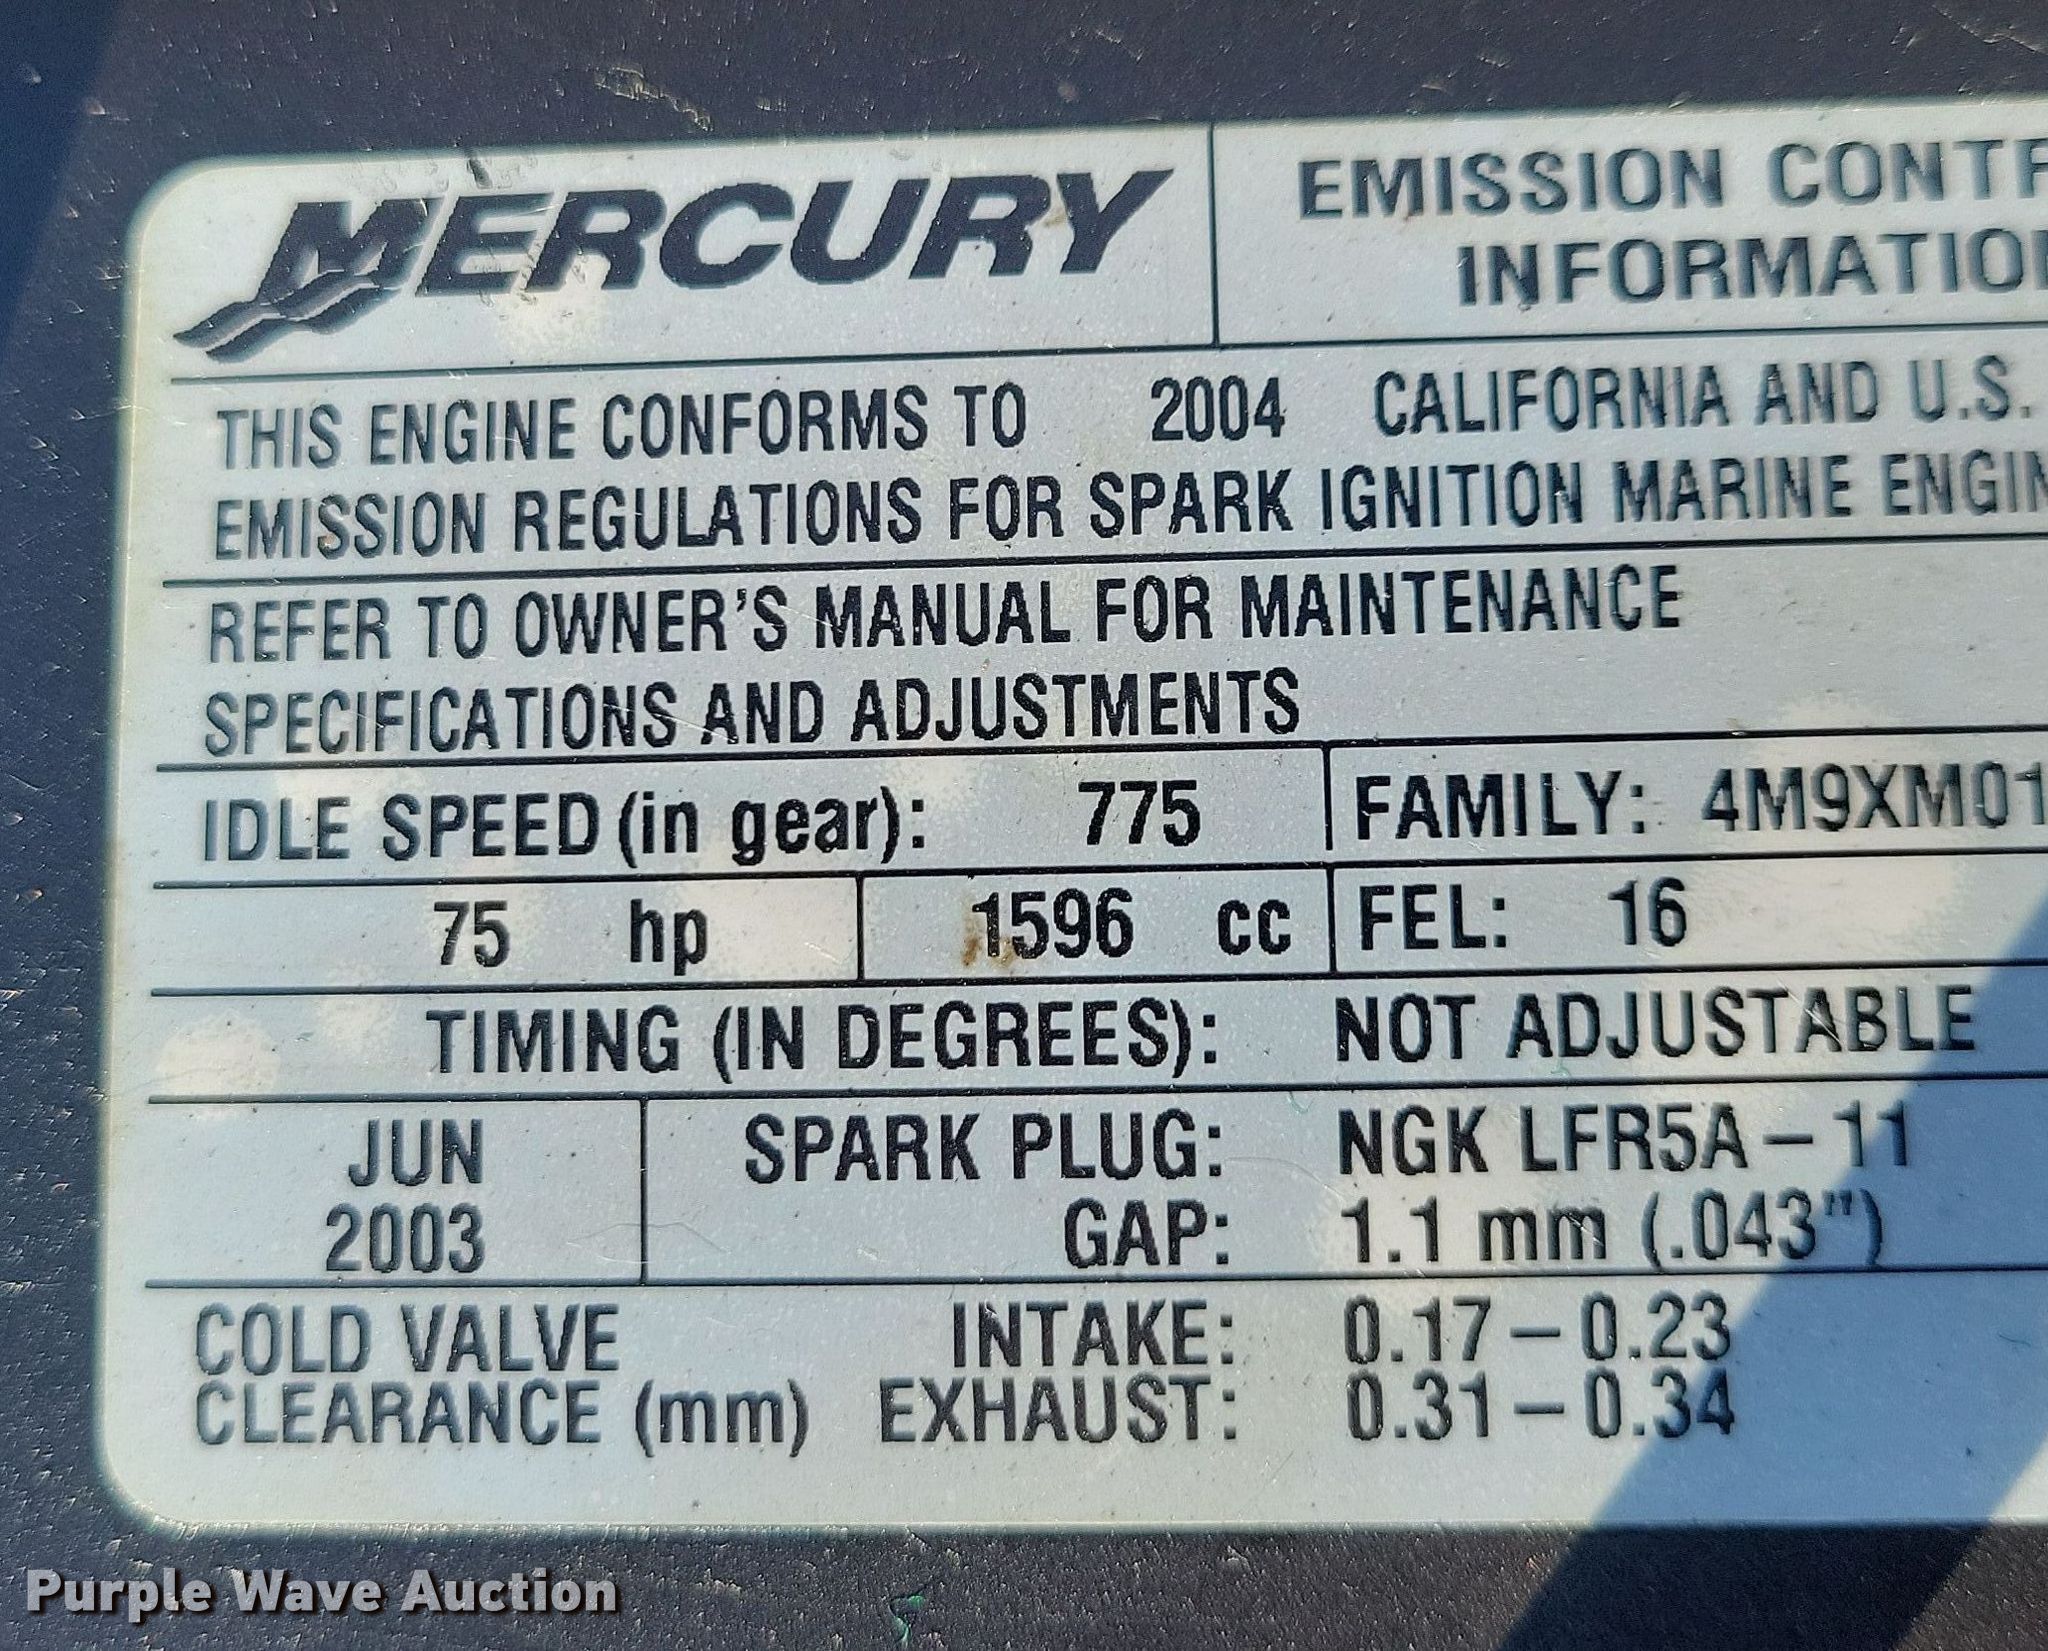 MERCURY
EMISSION CONTR
INFORMATIO
THIS ENGINE CONFORMS TO 2004 CALIFORNIA AND U.S.
EMISSION REGULATIONS FOR SPARK IGNITION MARINE ENGIN
REFER TO OWNER'S MANUAL FOR MAINTENANCE
SPECIFICATIONS AND ADJUSTMENTS
IDLE SPEED (in gear): 775 FAMILY: 4M9XM01
75 hp 1596 cc FEL: 16
TIMING (IN DEGREES): NOT ADJUSTABLE
JUN SPARK PLUG: NGK LFR5A-11
2003 GAP: 1.1 mm (.043")
COLD VALVE INTAKE: 0.17-0.23
CLEARANCE (mm) EXHAUST: 0.31-0.34
Purple Wave Auction